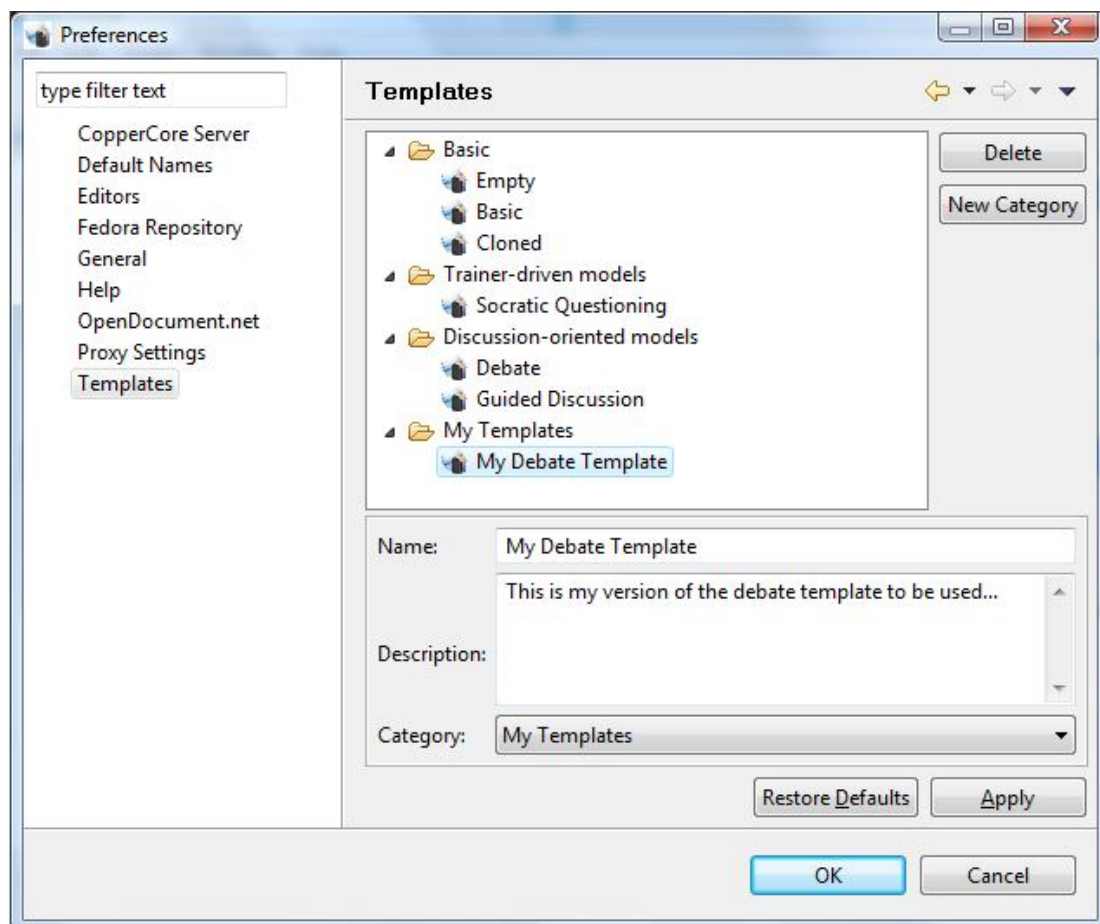 Preferences
type filter text
CopperCore Server
Default Names
Editors
Fedora Repository
General
Help
OpenDocument.net
Proxy Settings
Templates
Templates
Basic
Empty
Basic
Cloned
Trainer-driven models
Socratic Questioning
Discussion-oriented models
Debate
Guided Discussion
My Templates
My Debate Template
Delete
New Category
Name: My Debate Template
Description: This is my version of the debate template to be used...
Category: My Templates
Restore Defaults Apply
OK Cancel